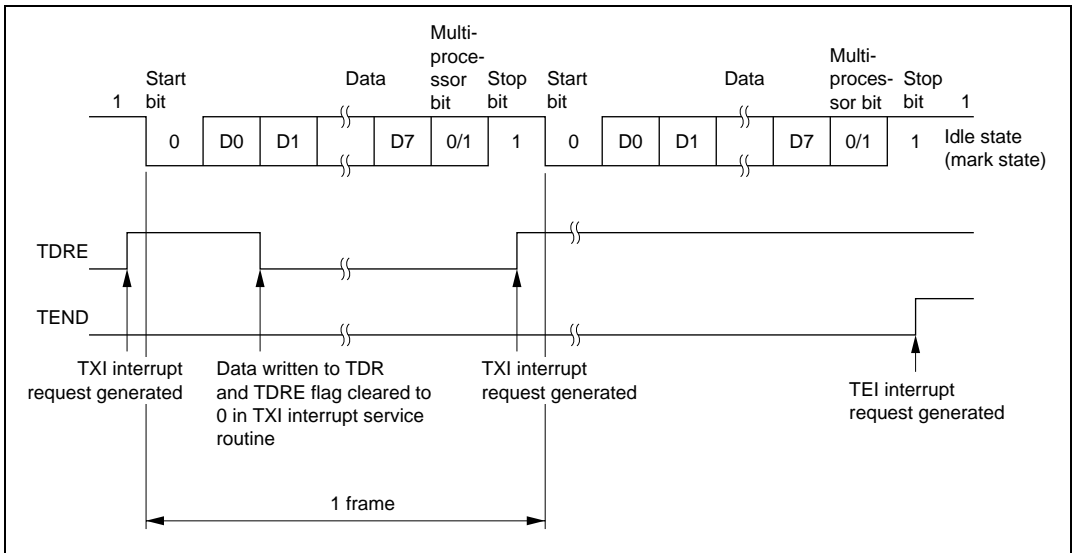 Multi-
proce-
ssor
bit
Start
bit
Data
Stop
bit
Start
bit
Data
Multi-
proces-
sor bit
Stop
bit
1
1
0
D0
D1
D7
0/1
1
0
D0
D1
D7
0/1
1
Idle state
(mark state)
TDRE
TEND
TXI interrupt
request generated
Data written to TDR
and TDRE flag cleared to
0 in TXI interrupt service
routine
TXI interrupt
request generated
TEI interrupt
request generated
1 frame